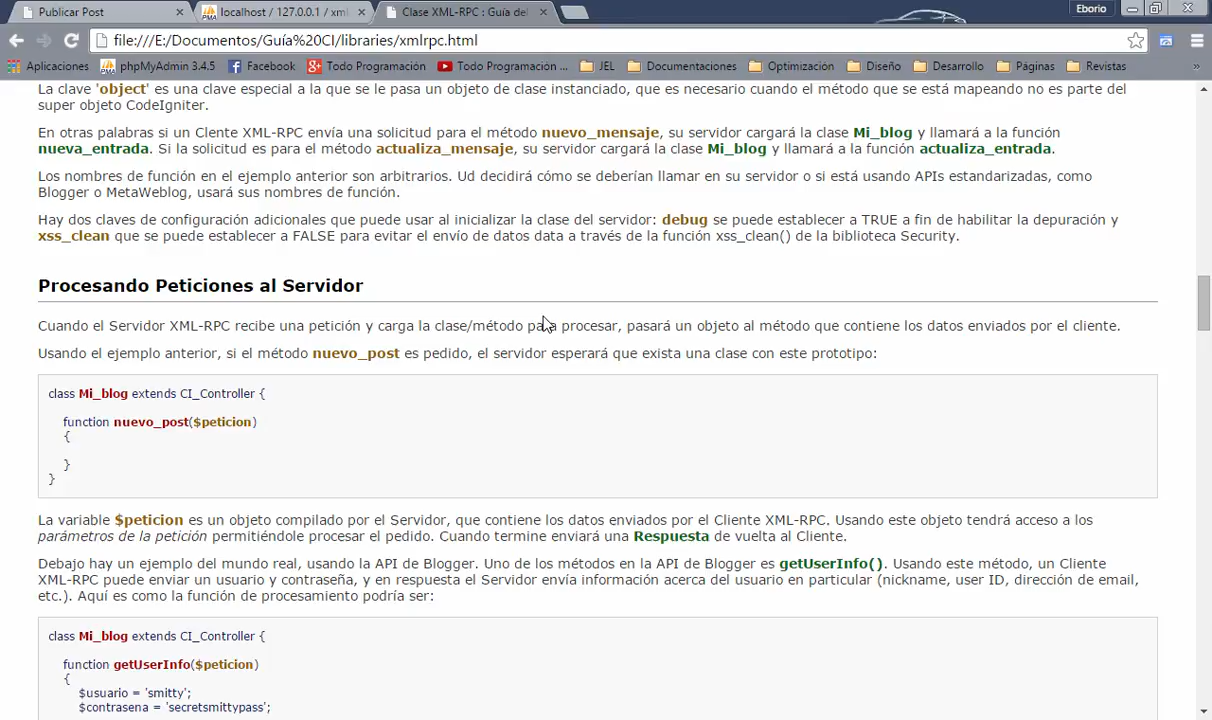 Publicar Post
localhost / 127.0.0.1 / xml
Clase XML-RPC : Guía del
Eborio
file:///E:/Documentos/Guía%20CI/libraries/xmlrpc.html
Aplicaciones
phpMyAdmin 3.4.5
Facebook
Todo Programación
Todo Programación ...
JEL
Documentaciones
Optimización
Diseño
Desarrollo
Páginas
Revistas
»
La clave 'object' es una clave especial a la que se le pasa un objeto de clase instanciado, que es necesario cuando el método que se está mapeando no es parte del
super objeto CodeIgniter.
En otras palabras si un Cliente XML-RPC envía una solicitud para el método nuevo_mensaje, su servidor cargará la clase Mi_blog y llamará a la función
nueva_entrada. Si la solicitud es para el método actualiza_mensaje, su servidor cargará la clase Mi_blog y llamará a la función actualiza_entrada.
Los nombres de función en el ejemplo anterior son arbitrarios. Ud decidirá cómo se deberían llamar en su servidor o si está usando APIs estandarizadas, como
Blogger o MetaWeblog, usará sus nombres de función.
Hay dos claves de configuración adicionales que puede usar al inicializar la clase del servidor: debug se puede establecer a TRUE a fin de habilitar la depuración y
xss_clean que se puede establecer a FALSE para evitar el envío de datos data a través de la función xss_clean() de la biblioteca Security.
Procesando Peticiones al Servidor
Cuando el Servidor XML-RPC recibe una petición y carga la clase/método para procesar, pasará un objeto al método que contiene los datos enviados por el cliente.
Usando el ejemplo anterior, si el método nuevo_post es pedido, el servidor esperará que exista una clase con este prototipo:
class Mi_blog extends CI_Controller {
function nuevo_post($peticion)
{
}
}
La variable $peticion es un objeto compilado por el Servidor, que contiene los datos enviados por el Cliente XML-RPC. Usando este objeto tendrá acceso a los
parámetros de la petición permitiéndole procesar el pedido. Cuando termine enviará una Respuesta de vuelta al Cliente.
Debajo hay un ejemplo del mundo real, usando la API de Blogger. Uno de los métodos en la API de Blogger es getUserInfo(). Usando este método, un Cliente
XML-RPC puede enviar un usuario y contraseña, y en respuesta el Servidor envía información acerca del usuario en particular (nickname, user ID, dirección de email,
etc.). Aquí es como la función de procesamiento podría ser:
class Mi_blog extends CI_Controller {
function getUserInfo($peticion)
{
$usuario = 'smitty';
$contrasena = 'secretsmittypass';